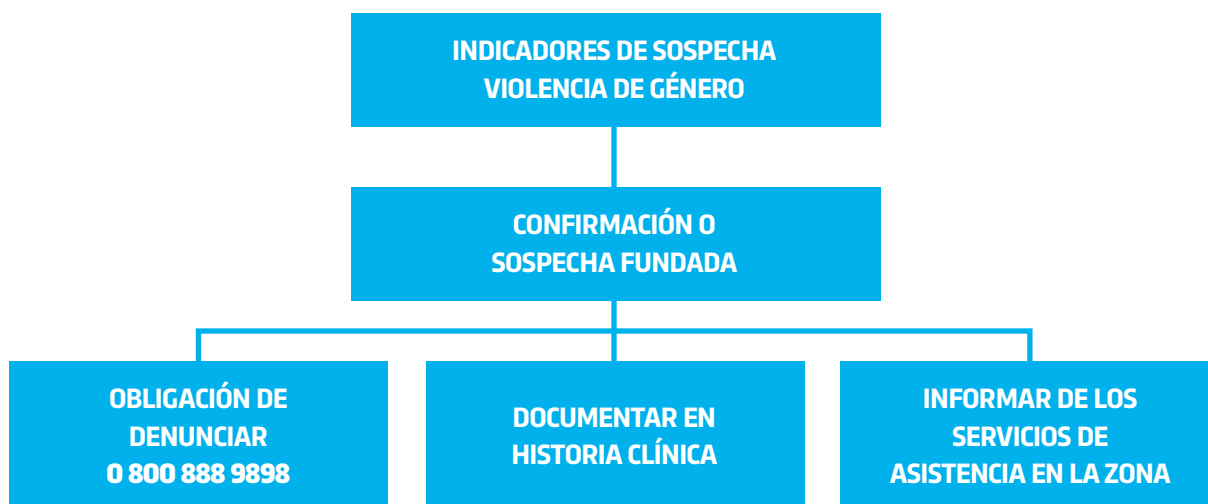 INDICADORES DE SOSPECHA
VIOLENCIA DE GÉNERO
CONFIRMACIÓN O
SOSPECHA FUNDADA
OBLIGACIÓN DE
DENUNCIAR
0 800 888 9898
DOCUMENTAR EN
HISTORIA CLÍNICA
INFORMAR DE LOS
SERVICIOS DE
ASISTENCIA EN LA ZONA